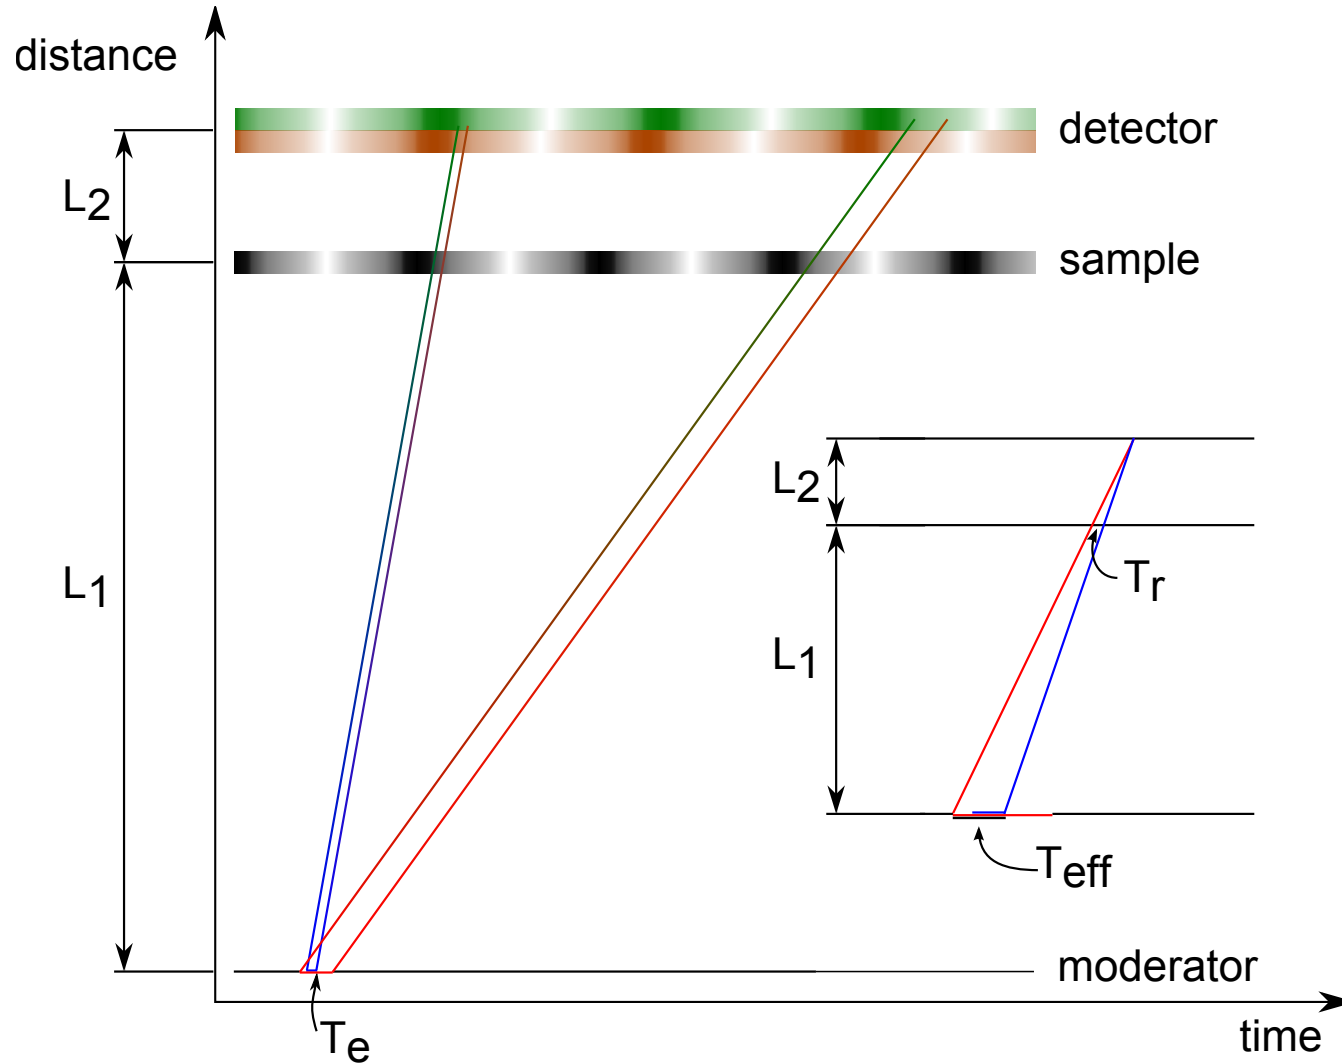 distance
detector
L2
sample
L2
Tr
L1
L1
Teff
moderator
Te
time